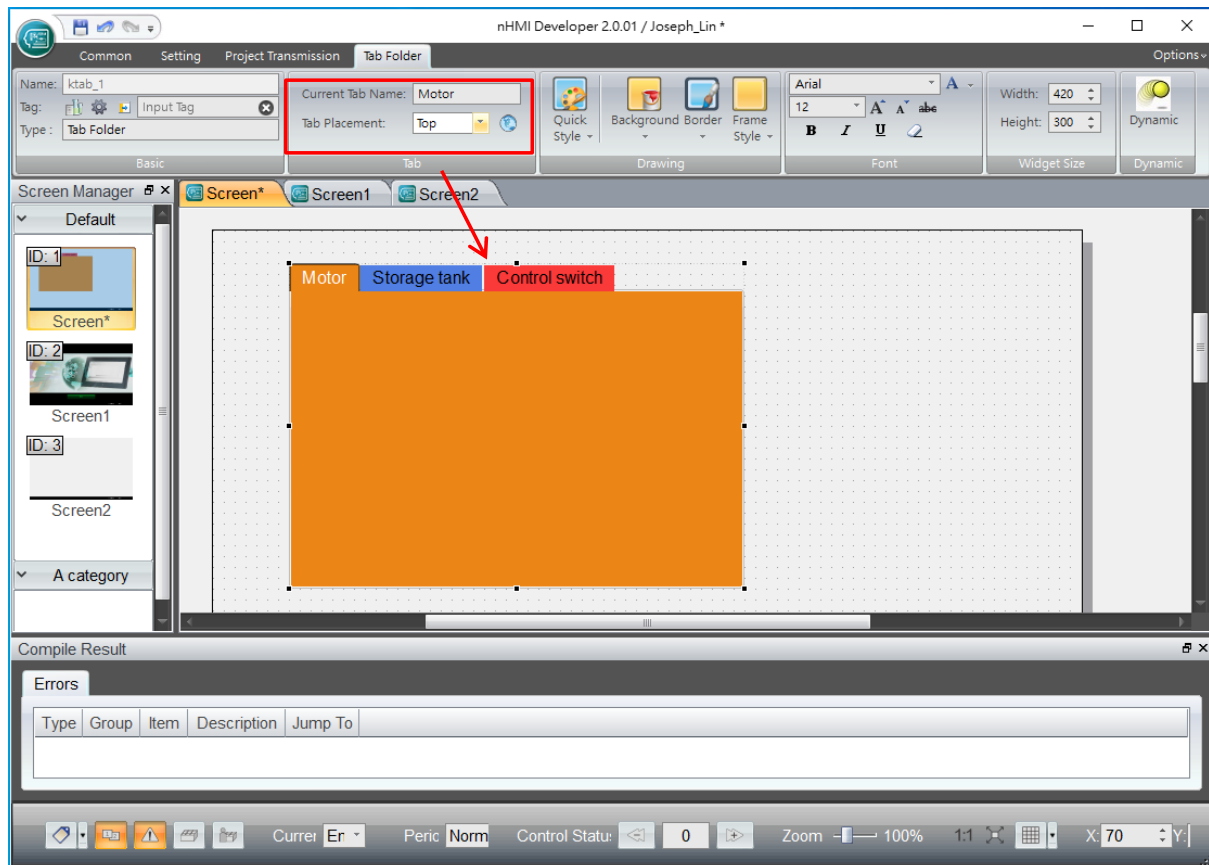 nHMI Developer 2.0.01 / Joseph_Lin *
Common Setting Project Transmission Tab Folder Options
Name: ktab_1
Tag: Input Tag
Type : Tab Folder
Basic
Current Tab Name: Motor
Tab Placement: Top
Tab
Quick Style
Background
Border
Frame Style
Drawing
Arial
12
A A A abc
B I U
Font
Width: 420
Height: 300
Widget Size
Dynamic
Dynamic
Screen Manager
Screen* Screen1 Screen2
Default
ID: 1
Screen*
ID: 2
Screen1
ID: 3
Screen2
A category
Motor Storage tank Control switch
Compile Result
Errors
Type Group Item Description Jump To
Currer Er Peric Norm Control Statu: 0 Zoom 100% 1:1 X: 70 Y: